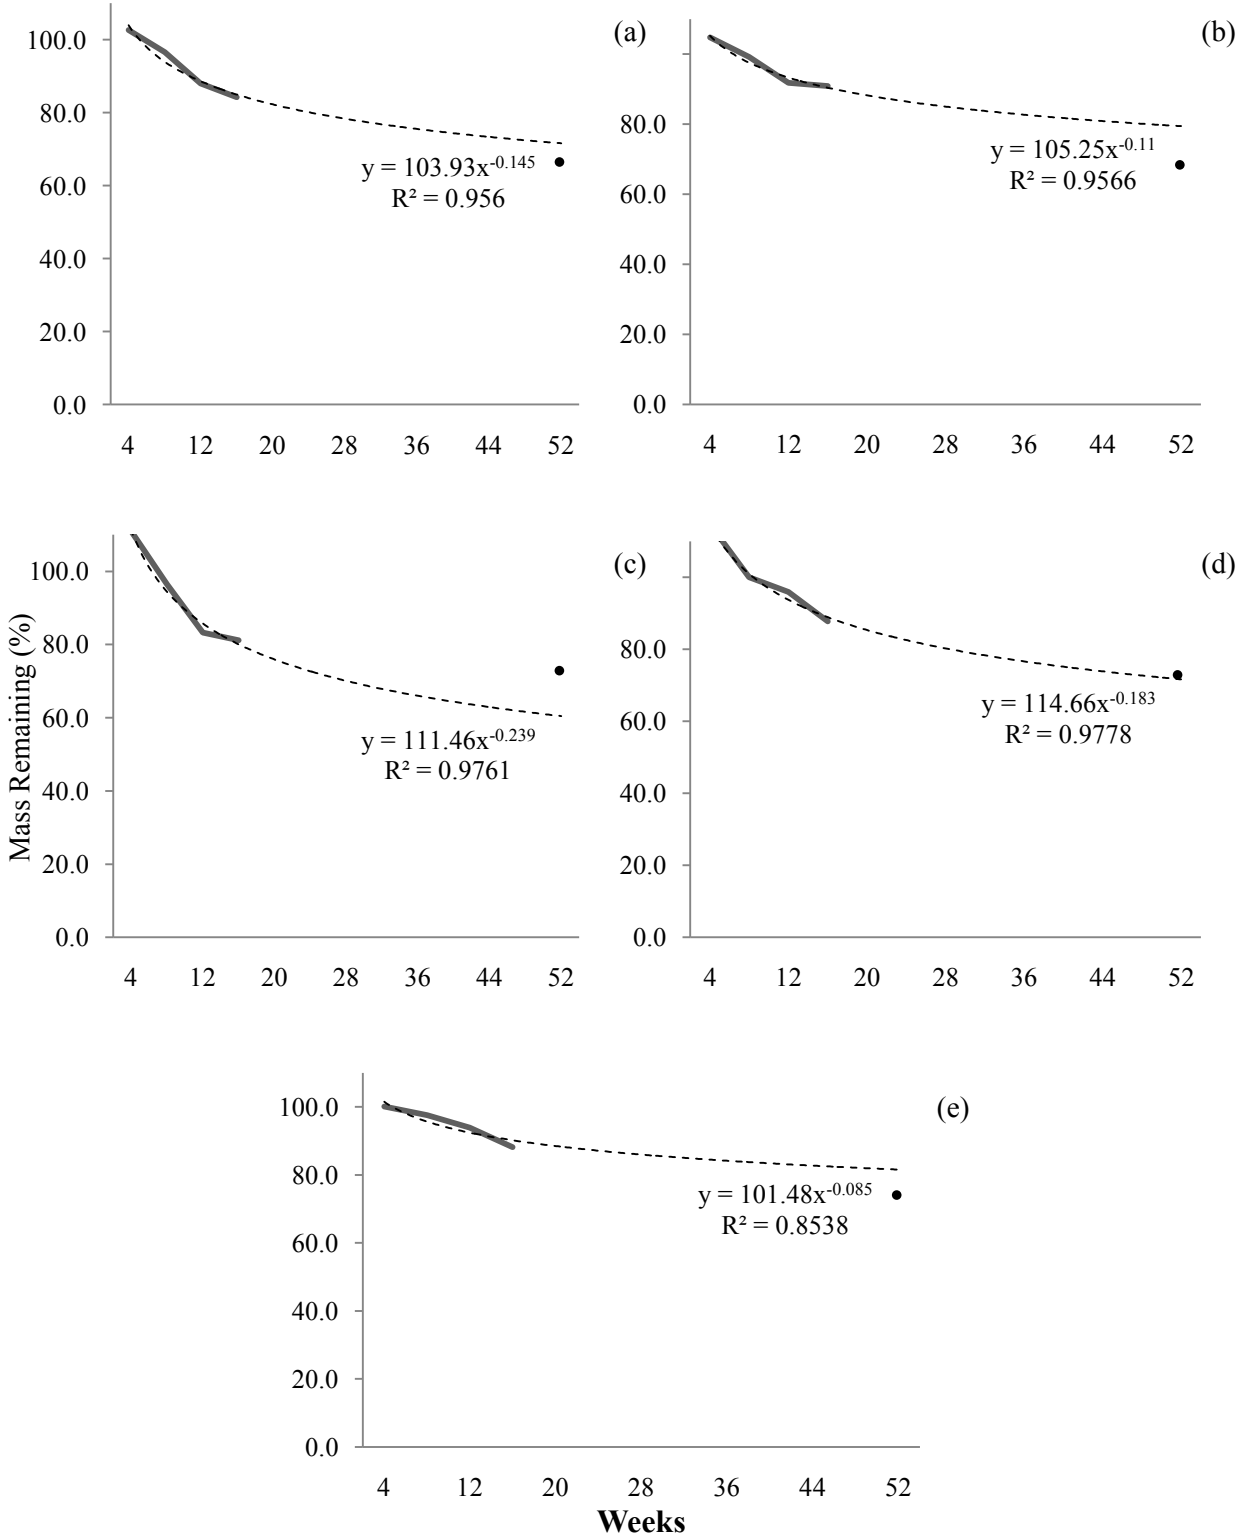 (a)
100.0
80.0
60.0
40.0
20.0
0.0
y = 103.93x^-0.145
R² = 0.956
4 12 20 28 36 44 52
(b)
80.0
60.0
40.0
20.0
0.0
y = 105.25x^-0.11
R² = 0.9566
4 12 20 28 36 44 52
Mass Remaining (%)
(c)
100.0
80.0
60.0
40.0
20.0
0.0
y = 111.46x^-0.239
R² = 0.9761
4 12 20 28 36 44 52
(d)
80.0
60.0
40.0
20.0
0.0
y = 114.66x^-0.183
R² = 0.9778
4 12 20 28 36 44 52
(e)
100.0
80.0
60.0
40.0
20.0
0.0
y = 101.48x^-0.085
R² = 0.8538
4 12 20 28 36 44 52
Weeks